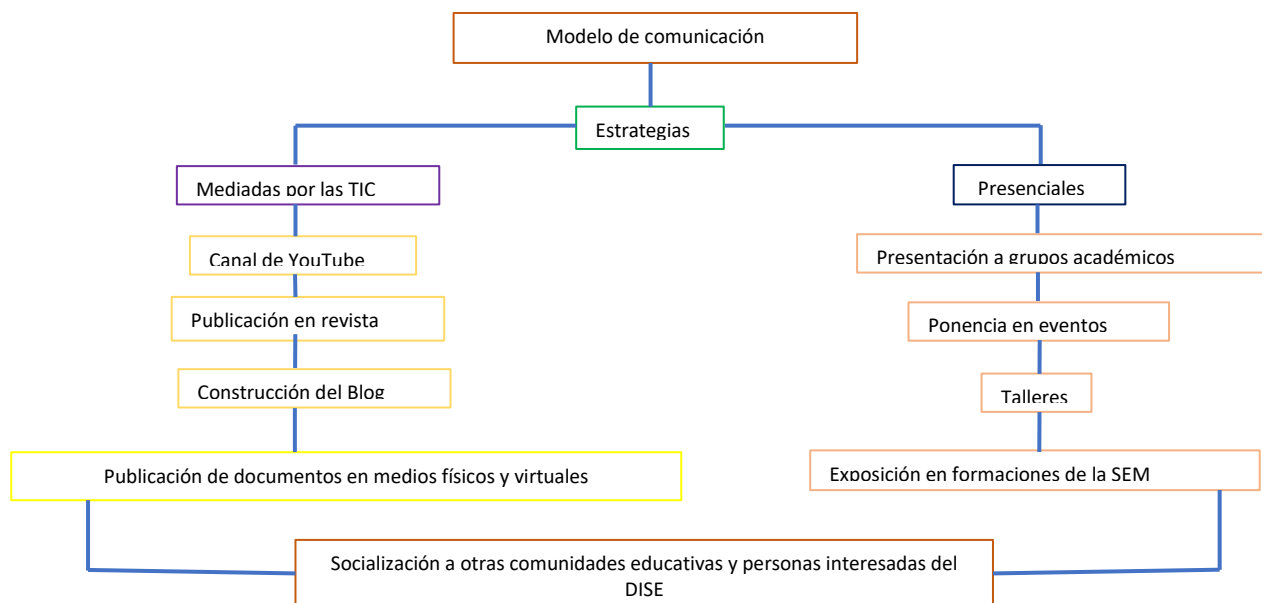 Modelo de comunicación
Estrategias
Mediadas por las TIC
Presenciales
Canal de YouTube
Presentación a grupos académicos
Publicación en revista
Ponencia en eventos
Construcción del Blog
Talleres
Publicación de documentos en medios físicos y virtuales
Exposición en formaciones de la SEM
Socialización a otras comunidades educativas y personas interesadas del
DISE